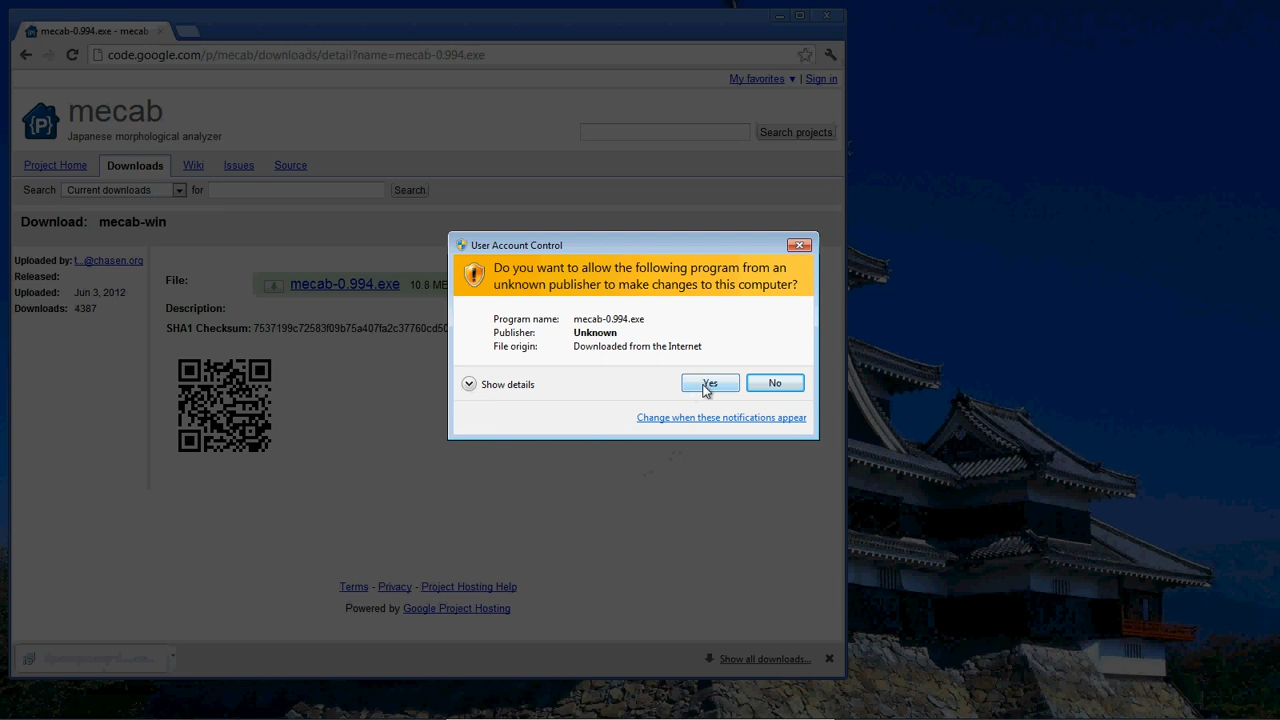 mecab-0.994.exe - mecab
code.google.com/p/mecab/downloads/detail?name=mecab-0.994.exe
My favorites ▼ | Sign in
mecab
Japanese morphological analyzer
Search projects
Project Home Downloads Wiki Issues Source
Search Current downloads for Search
Download: mecab-win
Uploaded by: t...@chasen.org
Released:
Uploaded: Jun 3, 2012
Downloads: 4387
File: mecab-0.994.exe 10.8 ME
Description:
SHA1 Checksum: 7537199c72583f09b75a407fa2c37760cd50
User Account Control
Do you want to allow the following program from an
unknown publisher to make changes to this computer?
Program name: mecab-0.994.exe
Publisher: Unknown
File origin: Downloaded from the Internet
Show details Yes No
Change when these notifications appear
Terms - Privacy - Project Hosting Help
Powered by Google Project Hosting
Show all downloads...